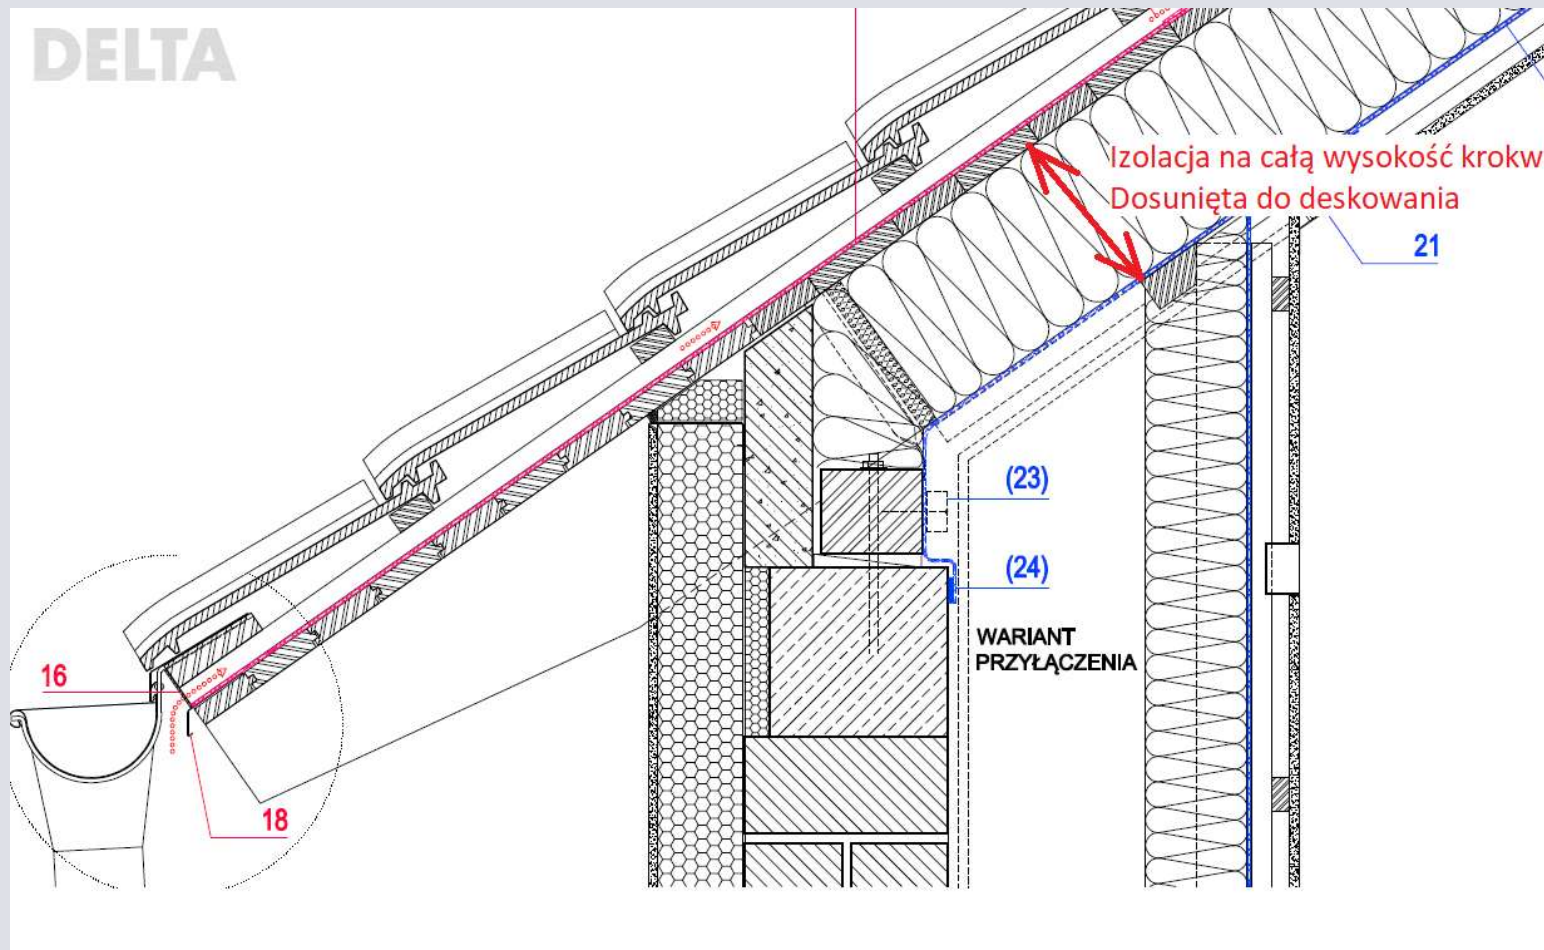 DELTA
Izolacja na całą wysokość krokw
Dosunięta do deskowania
21
(23)
(24)
WARIANT
PRZYŁĄCZENIA
16
18